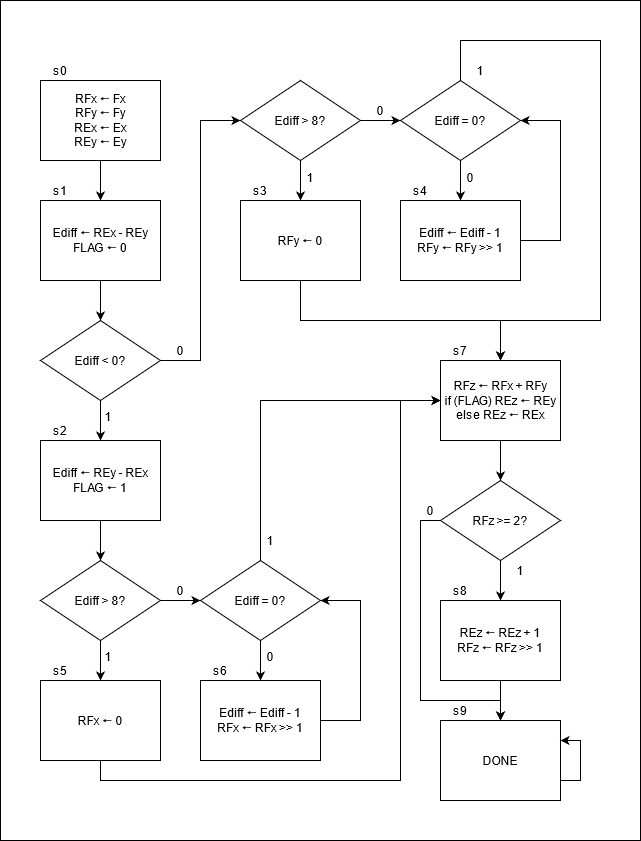 s0
RFx ← Fx
RFy ← Fy
REx ← Ex
REy ← Ey
s1
Ediff ← REx - REy
FLAG ← 0
Ediff < 0?
0
1
Ediff > 8?
0
1
Ediff = 0?
1
0
s3
RFy ← 0
s4
Ediff ← Ediff - 1
RFy ← RFy >> 1
s2
Ediff ← REy - REx
FLAG ← 1
Ediff > 8?
0
1
Ediff = 0?
1
0
s5
RFx ← 0
s6
Ediff ← Ediff - 1
RFx ← RFx >> 1
s7
RFz ← RFx + RFy
if (FLAG) REz ← REy
else REz ← REx
RFz >= 2?
0
1
s8
REz ← REz + 1
RFz ← RFz >> 1
s9
DONE